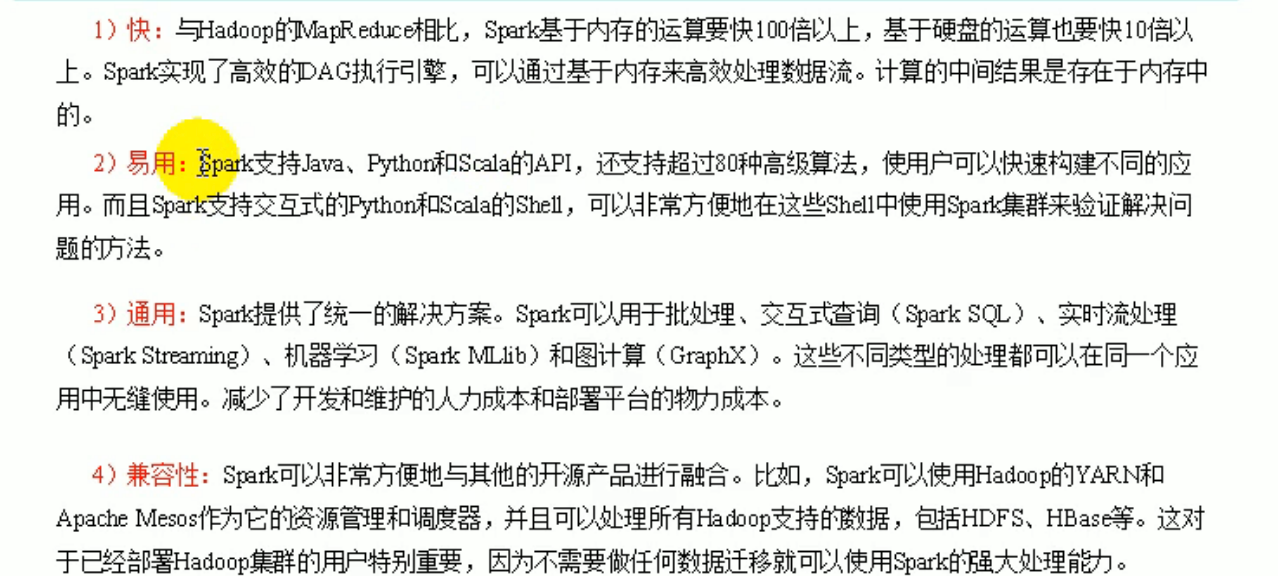 1）快：与Hadoop的MapReduce相比，Spark基于内存的运算要快100倍以上，基于硬盘的运算也要快10倍以
上。Spark实现了高效的DAG执行引擎，可以通过基于内存来高效处理数据流。计算的中间结果是存在于内存中
的。
2）易用：Spark支持Java、Python和Scala的API，还支持超过80种高级算法，使用户可以快速构建不同的应
用。而且Spark支持交互式的Python和Scala的Shell，可以非常方便地在这些Shell中使用Spark集群来验证解决问
题的方法。
3）通用：Spark提供了统一的解决方案。Spark可以用于批处理、交互式查询（Spark SQL）、实时流处理
（Spark Streaming）、机器学习（Spark MLlib）和图计算（GraphX）。这些不同类型的处理都可以在同一个应
用中无缝使用。减少了开发和维护的人力成本和部署平台的物力成本。
4）兼容性：Spark可以非常方便地与其他的开源产品进行融合。比如，Spark可以使用Hadoop的YARN和
Apache Mesos作为它的资源管理和调度器，并且可以处理所有Hadoop支持的数据，包括HDFS、HBase等。这对
于已经部署Hadoop集群的用户特别重要，因为不需要做任何数据迁移就可以使用Spark的强大处理能力。